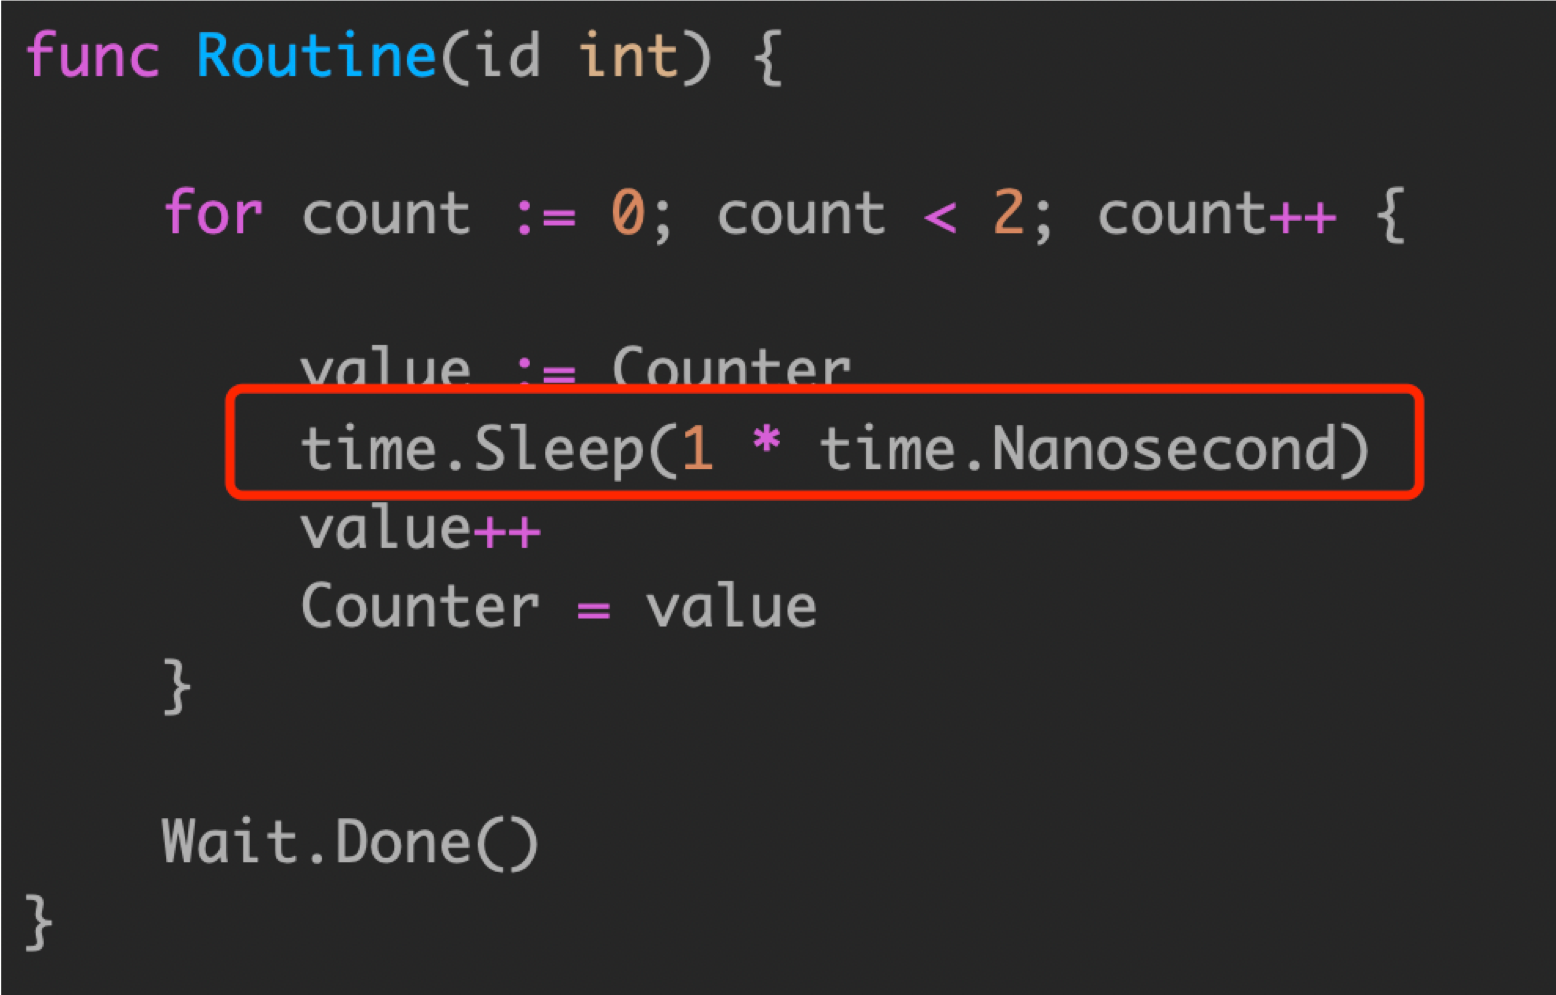 func Routine(id int) {
for count := 0; count < 2; count++ {
value := Counter
time.Sleep(1 * time.Nanosecond)
value++
Counter = value
}
Wait.Done()
}